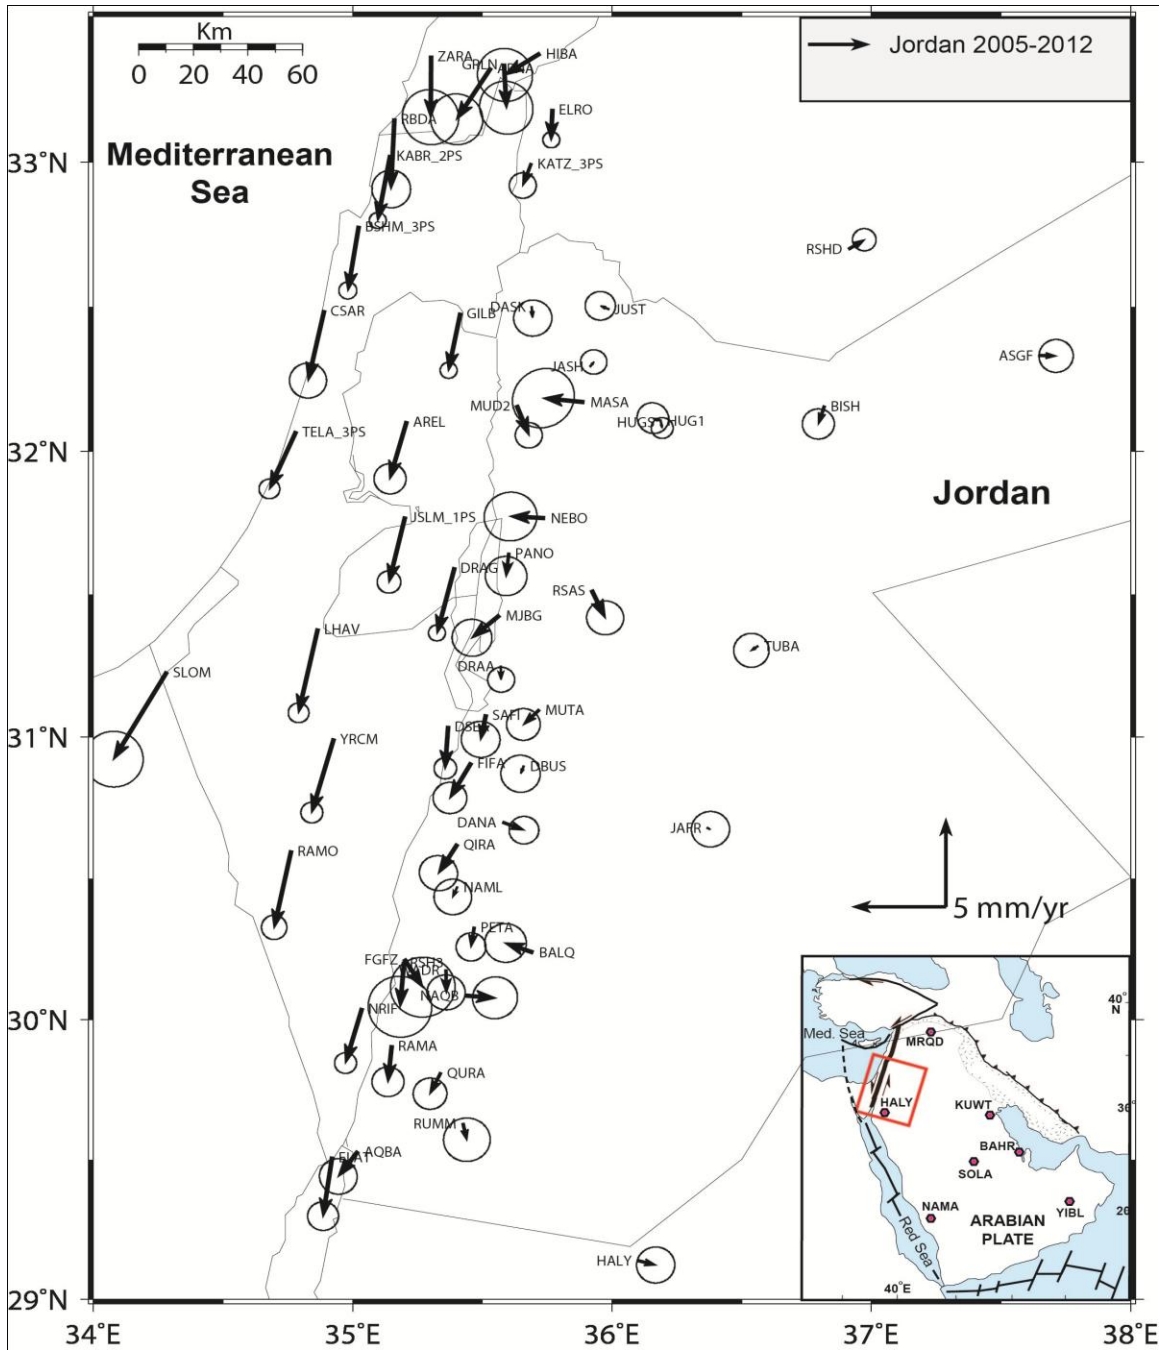 Km
0 20 40 60
Jordan 2005-2012
Mediterranean
Sea
ZARA
GPLN
HIBA
RBDA
ELRO
KABR_2PS
KATZ_3PS
33°N
BSHM_3PS
RSHD
CSAR
GILB
DASK
JUST
ASGF
JASH
MASA
MUD2
BISH
HUGS
HUG1
TELA_3PS
AREL
32°N
Jordan
JSLM_1PS
NEBO
PANO
DRAG
RSAS
MJBG
LHAV
TUBA
SLOM
DRAA
SAFI
MUTA
31°N
YRCM
FIFA
DBUS
DANA
JAFR
QIRA
RAMO
NAML
5 mm/yr
PETA
BALQ
FGFZ
RSH3
NAQB
30°N
NRIF
RAMA
QURA
RUMM
AQBA
HALY
29°N
34°E 35°E 36°E 37°E 38°E
40°
N
Med. Sea
MRQD
HALY
KUWT
BAHR
SOLA
NAMA
YIBL
ARABIAN
PLATE
Red Sea
40°E